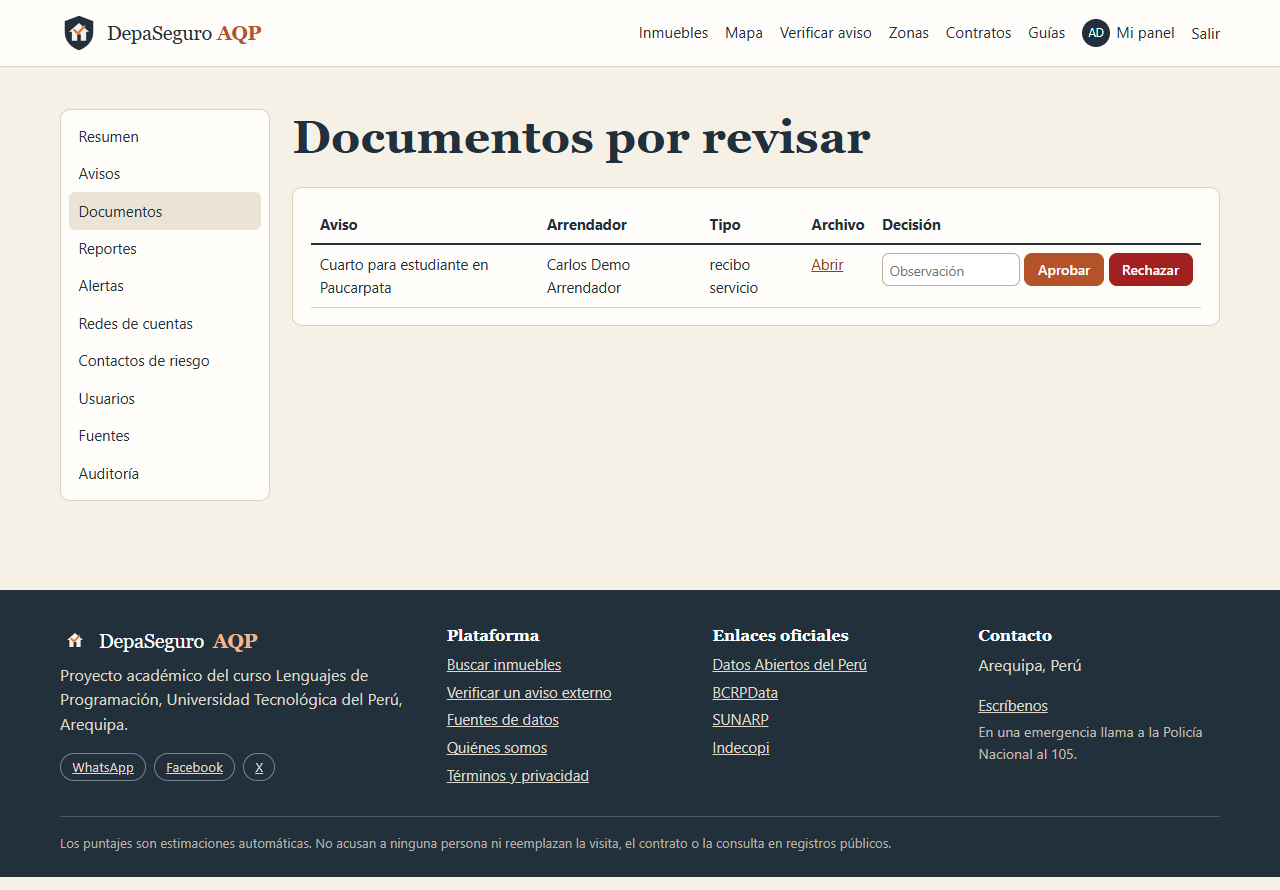 DepaSeguro AQP
Inmuebles Mapa Verificar aviso Zonas Contratos Guías AD Mi panel Salir
Resumen
Avisos
Documentos
Reportes
Alertas
Redes de cuentas
Contactos de riesgo
Usuarios
Fuentes
Auditoría
Documentos por revisar
Aviso Arrendador Tipo Archivo Decisión
Cuarto para estudiante en Paucarpata
Carlos Demo Arrendador
recibo servicio
Abrir
Observación Aprobar Rechazar
DepaSeguro AQP
Proyecto académico del curso Lenguajes de
Programación, Universidad Tecnológica del Perú,
Arequipa.
WhatsApp Facebook X
Plataforma
Buscar inmuebles
Verificar un aviso externo
Fuentes de datos
Quiénes somos
Términos y privacidad
Enlaces oficiales
Datos Abiertos del Perú
BCRPData
SUNARP
Indecopi
Contacto
Arequipa, Perú
Escríbenos
En una emergencia llama a la Policía
Nacional al 105.
Los puntajes son estimaciones automáticas. No acusan a ninguna persona ni reemplazan la visita, el contrato o la consulta en registros públicos.